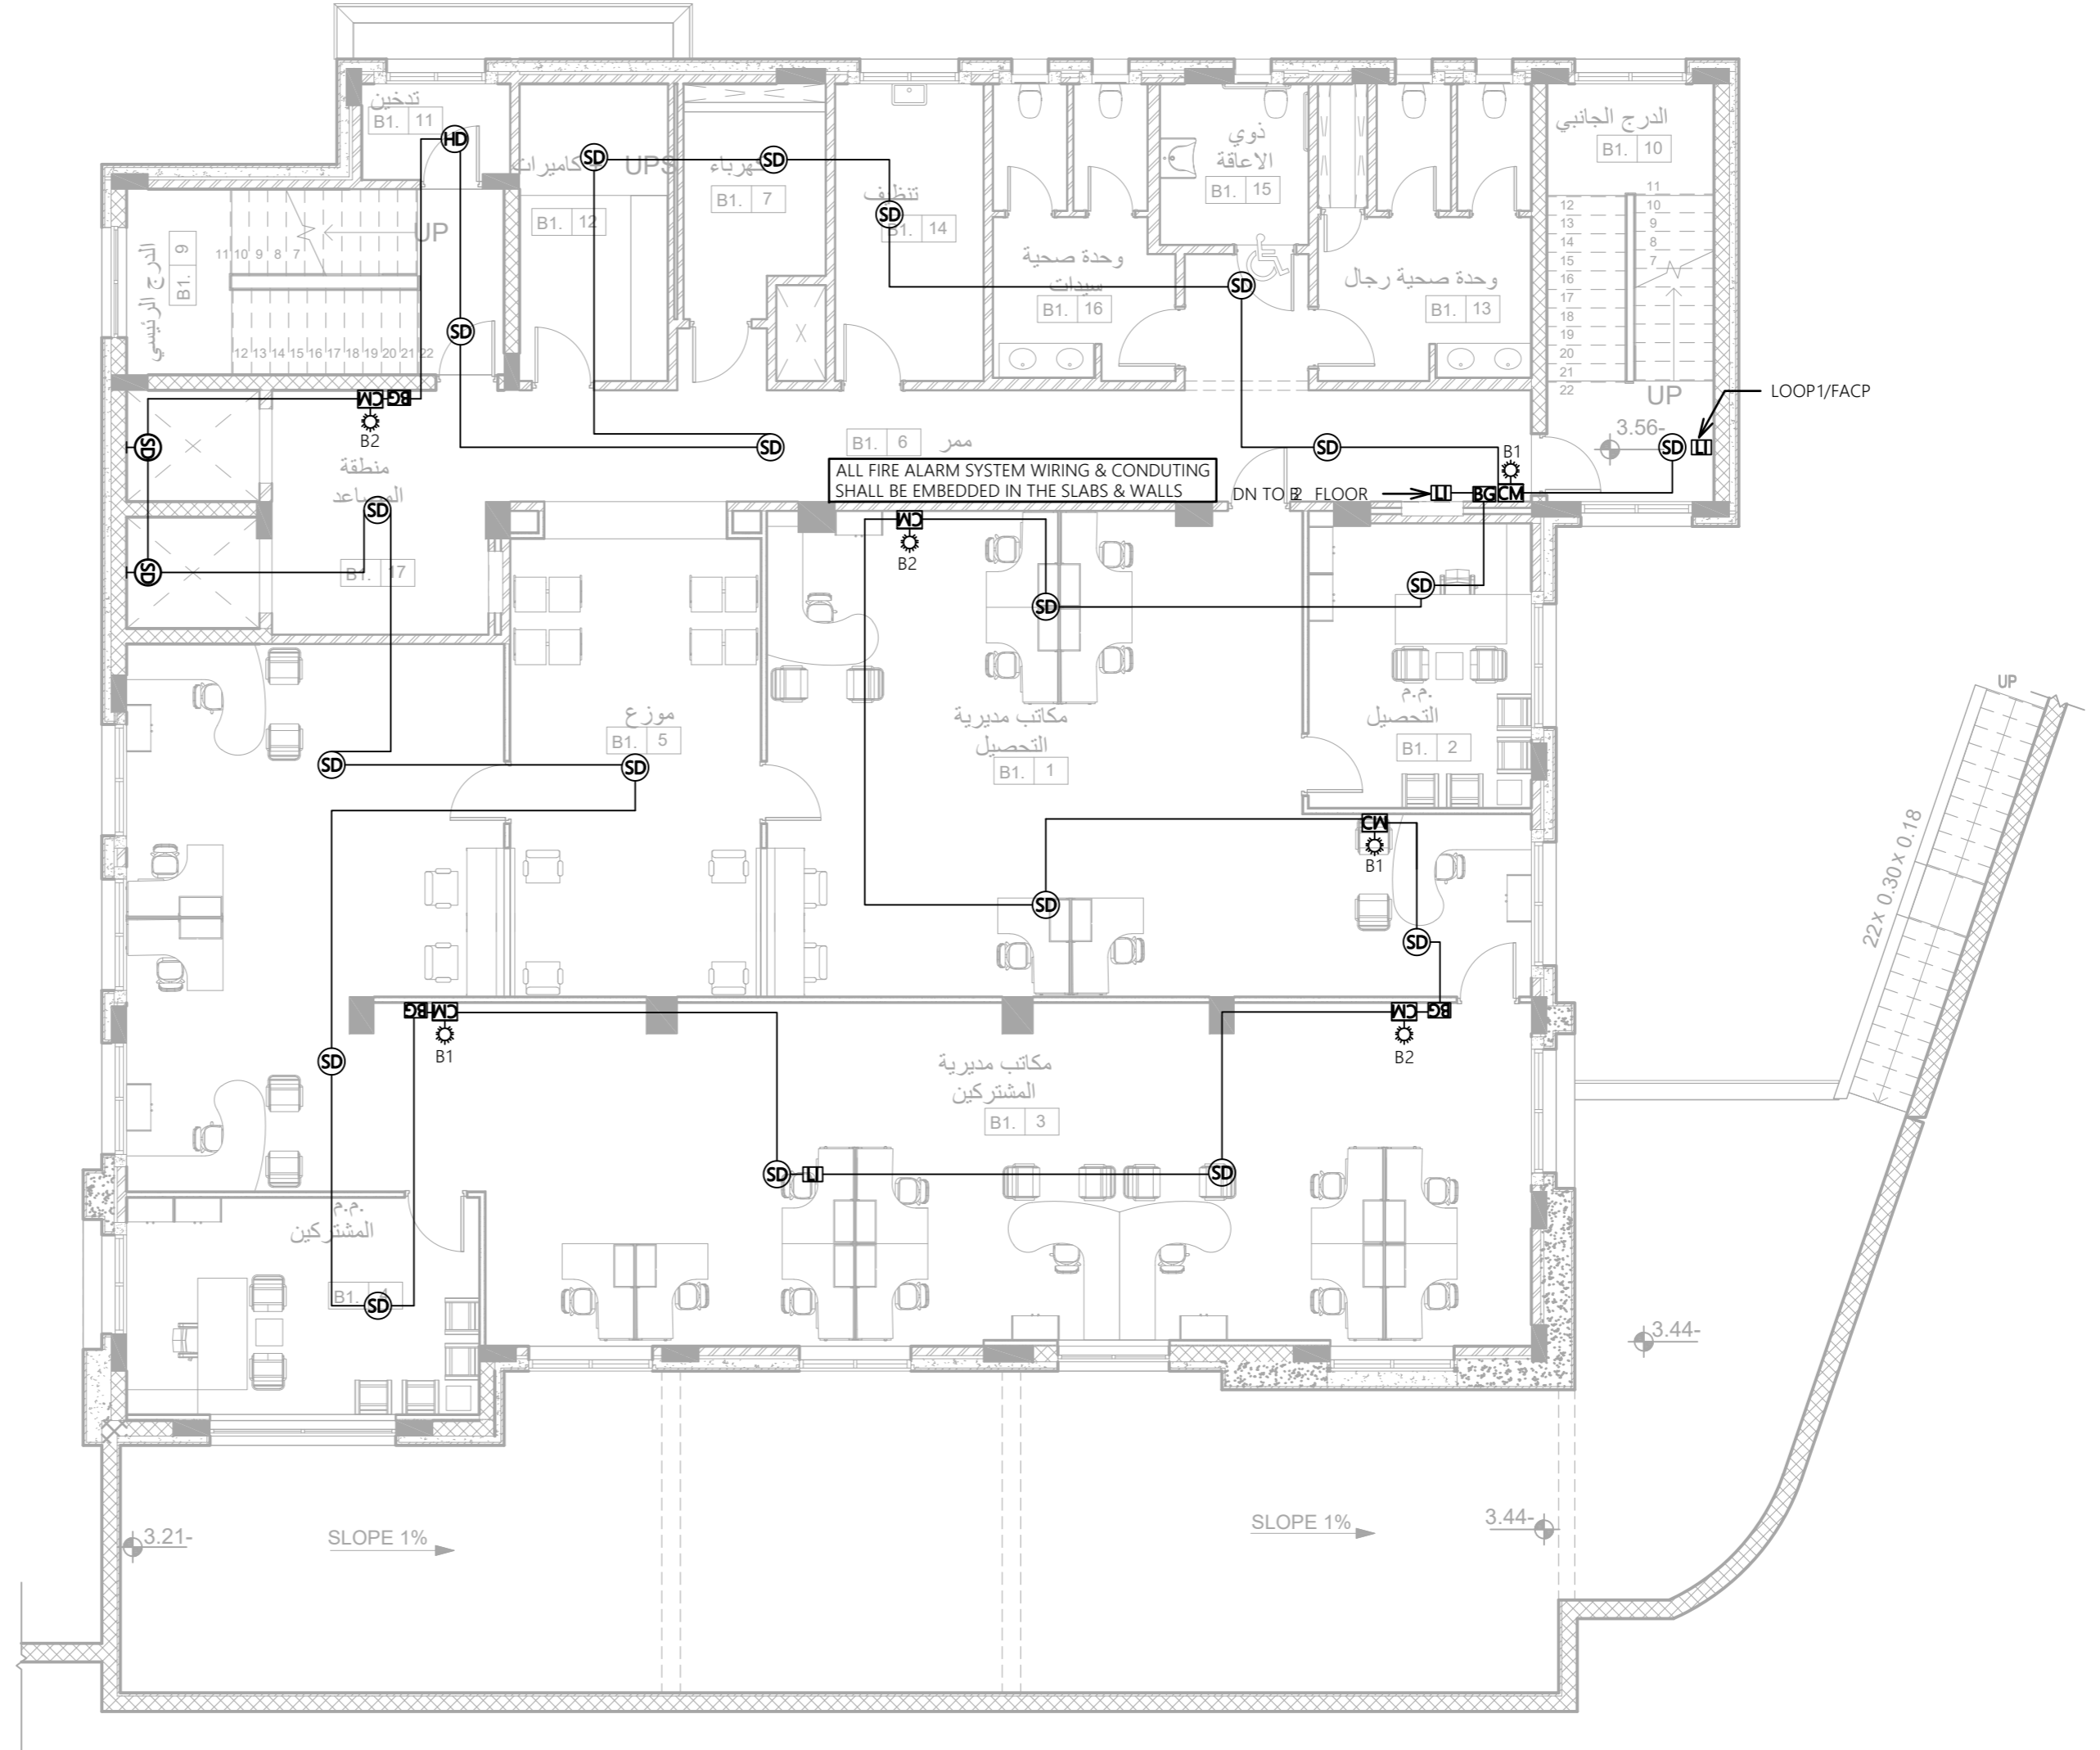 تدخين
B1. 11
HD
SD
كاميرات
UPS
SD
B1. 12
B1. 7
تنظيف
SD
B1. 14
ذوي
الاعاقة
B1. 15
الدرج الجانبي
B1. 10
11
10
9
8
7
12
13
14
15
16
17
18
19
20
21
22
UP
3.56-
SD
LI
LOOP1/FACP
وحدة صحية
سيدات
B1. 16
SD
وحدة صحية رجال
B1. 13
الدرج الرئيسي
B1. 9
UP
11 10 9 8 7
12 13 14 15 16 17 18 19 20 21 22
SD
CM BG
B2
SD
SD
B1. 6
ممر
SD
B1
ALL FIRE ALARM SYSTEM WIRING & CONDUTING
SHALL BE EMBEDDED IN THE SLABS & WALLS
DN TO B2 FLOOR
LI
BG CM
منطقة
المصاعد
SD
SD
B1. 17
CM
B2
SD
SD
موزع
B1. 5
SD
SD
مكاتب مديرية
التحصيل
B1. 1
م.م.
التحصيل
B1. 2
CM
B1
SD
SD
UP
22 x 0.30 x 0.18
BG CM
B1
CM BG
B2
SD
مكاتب مديرية
المشتركين
B1. 3
SD LI
SD
م.م.
المشتركين
B1. 4
SD
3.44-
3.21-
SLOPE 1%
SLOPE 1%
3.44-